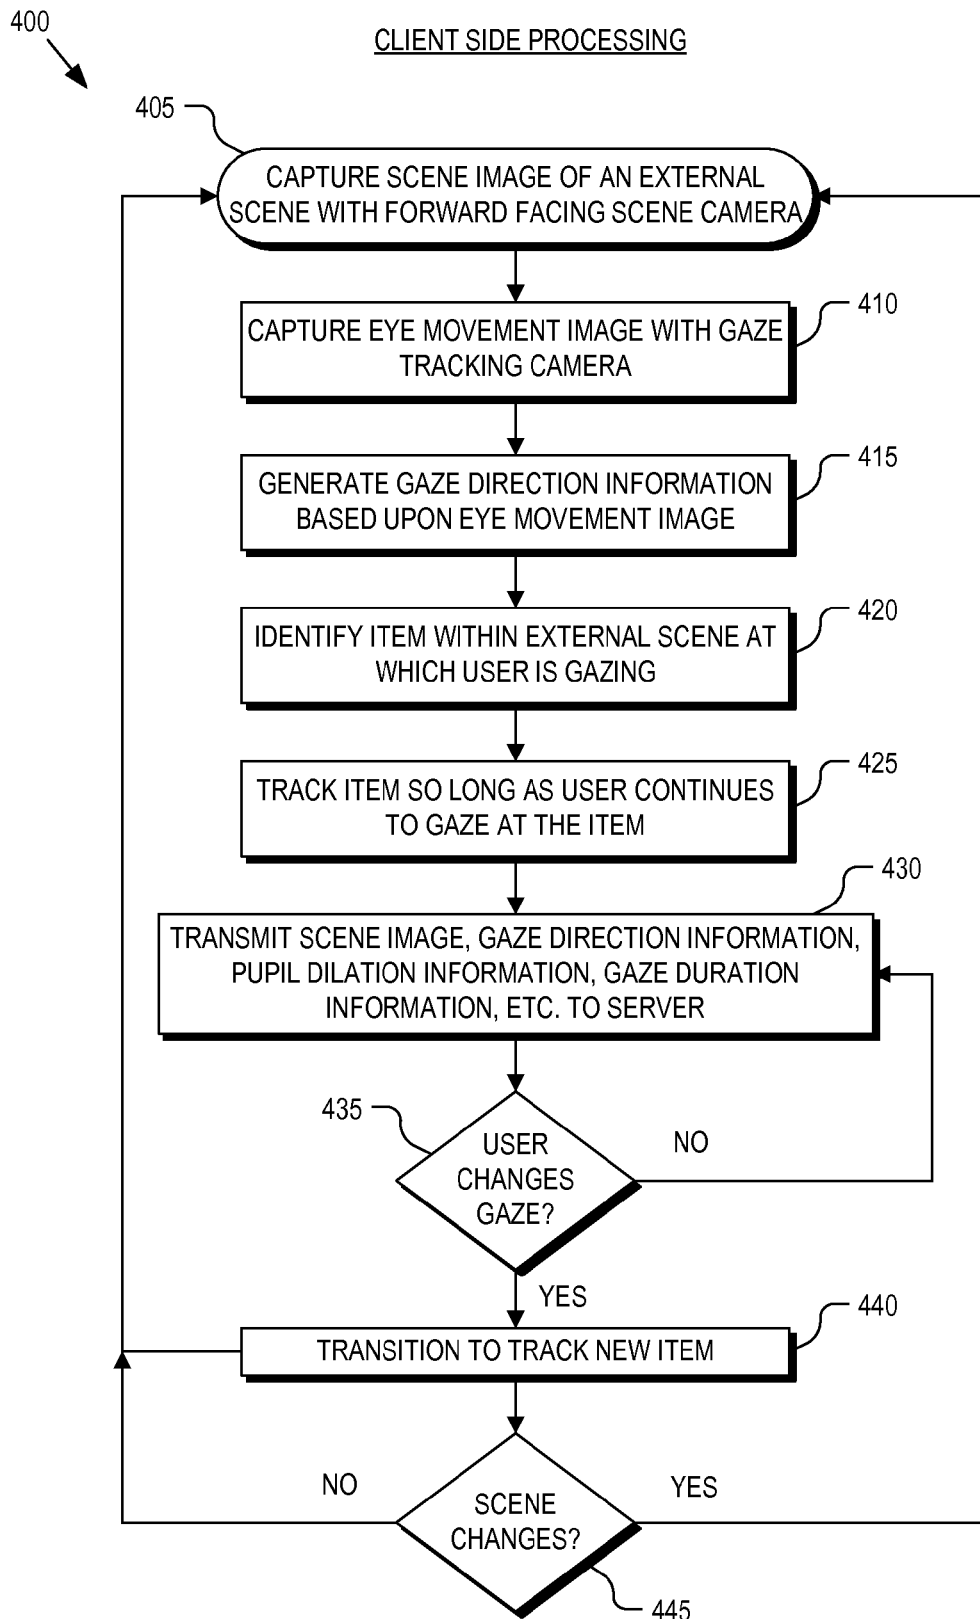 400
CLIENT SIDE PROCESSING
405
CAPTURE SCENE IMAGE OF AN EXTERNAL
SCENE WITH FORWARD FACING SCENE CAMERA
410
CAPTURE EYE MOVEMENT IMAGE WITH GAZE
TRACKING CAMERA
415
GENERATE GAZE DIRECTION INFORMATION
BASED UPON EYE MOVEMENT IMAGE
420
IDENTIFY ITEM WITHIN EXTERNAL SCENE AT
WHICH USER IS GAZING
425
TRACK ITEM SO LONG AS USER CONTINUES
TO GAZE AT THE ITEM
430
TRANSMIT SCENE IMAGE, GAZE DIRECTION INFORMATION,
PUPIL DILATION INFORMATION, GAZE DURATION
INFORMATION, ETC. TO SERVER
435
USER
CHANGES
GAZE?
NO
YES
440
TRANSITION TO TRACK NEW ITEM
NO
YES
SCENE
CHANGES?
445